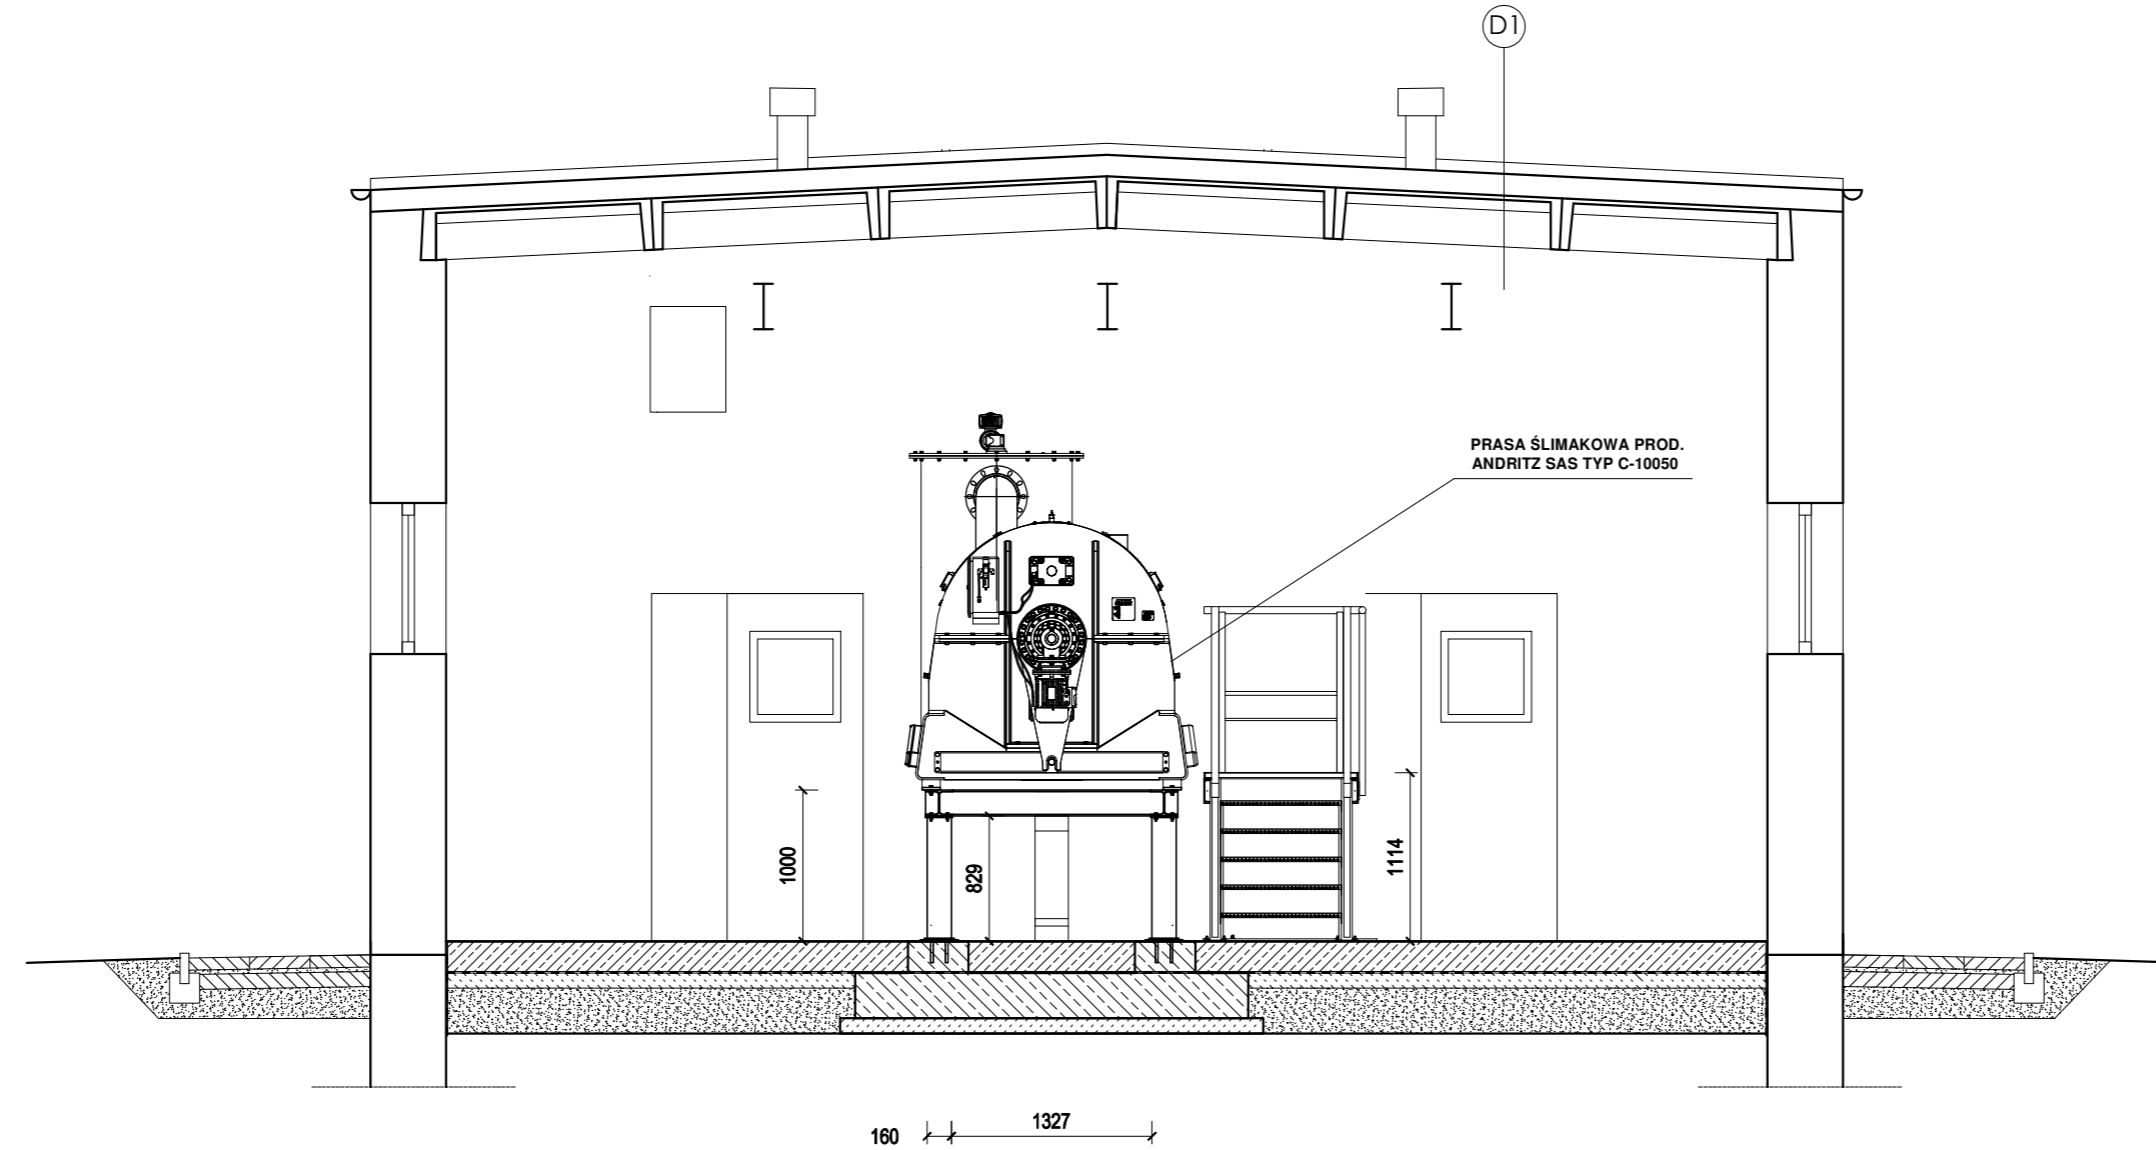 D1
PRASA ŚLIMAKOWA PROD.
ANDRITZ SAS TYP C-10050
1000
829
1114
160
1327